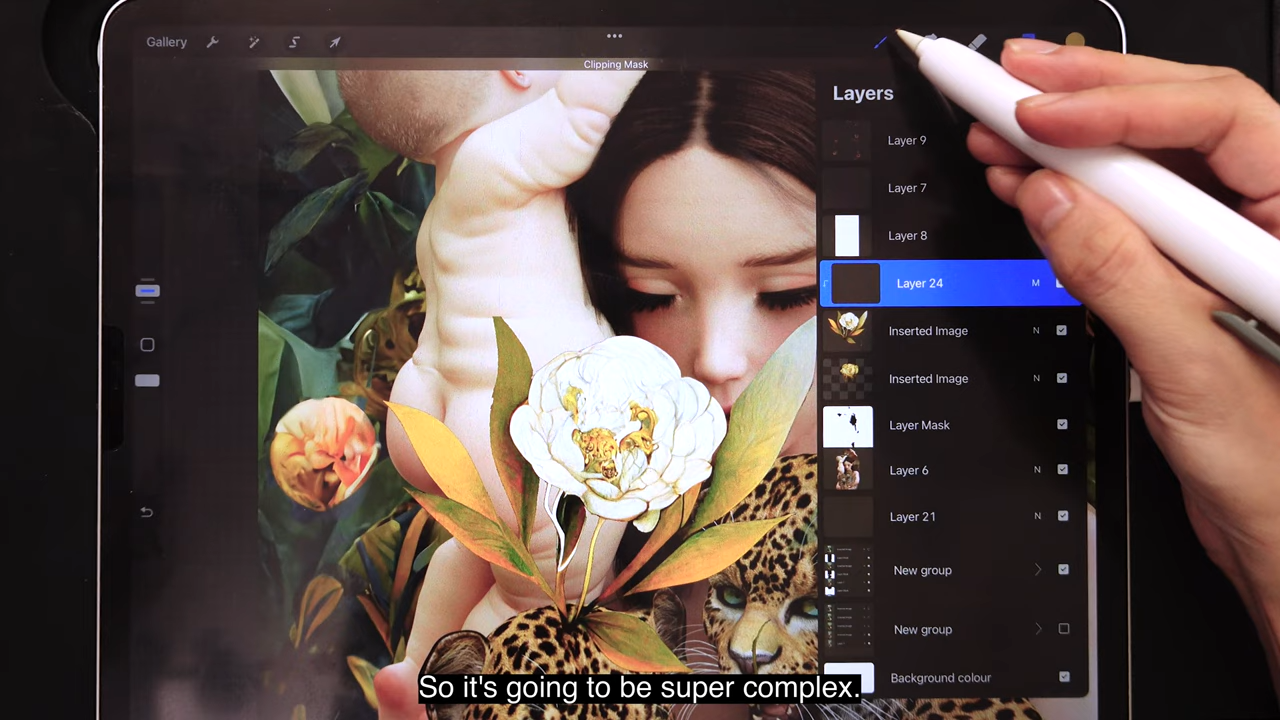 Gallery
Clipping Mask
Layers
Layer 9
Layer 7
Layer 8
Layer 24 M
Inserted Image N
Inserted Image N
Layer Mask
Layer 6 N
Layer 21 N
New group
New group
Background colour
So it's going to be super complex.